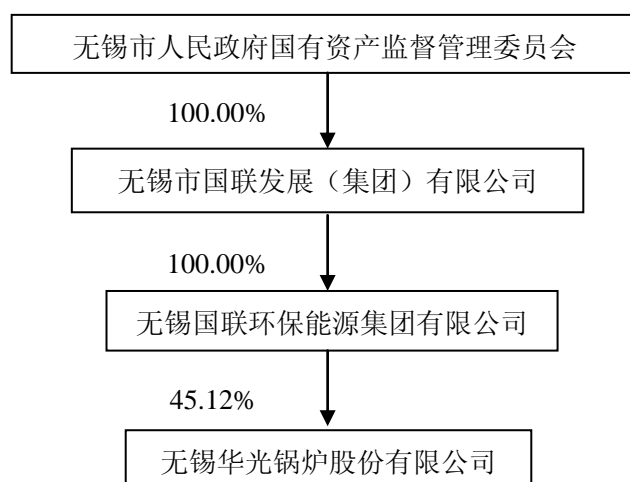 无锡市人民政府国有资产监督管理委员会
100.00%
无锡市国联发展（集团）有限公司
100.00%
无锡国联环保能源集团有限公司
45.12%
无锡华光锅炉股份有限公司